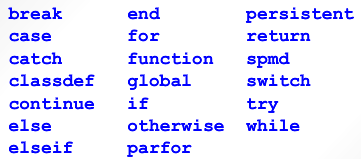 break end persistent
case for return
catch function spmd
classdef global switch
continue if try
else otherwise while
elseif parfor